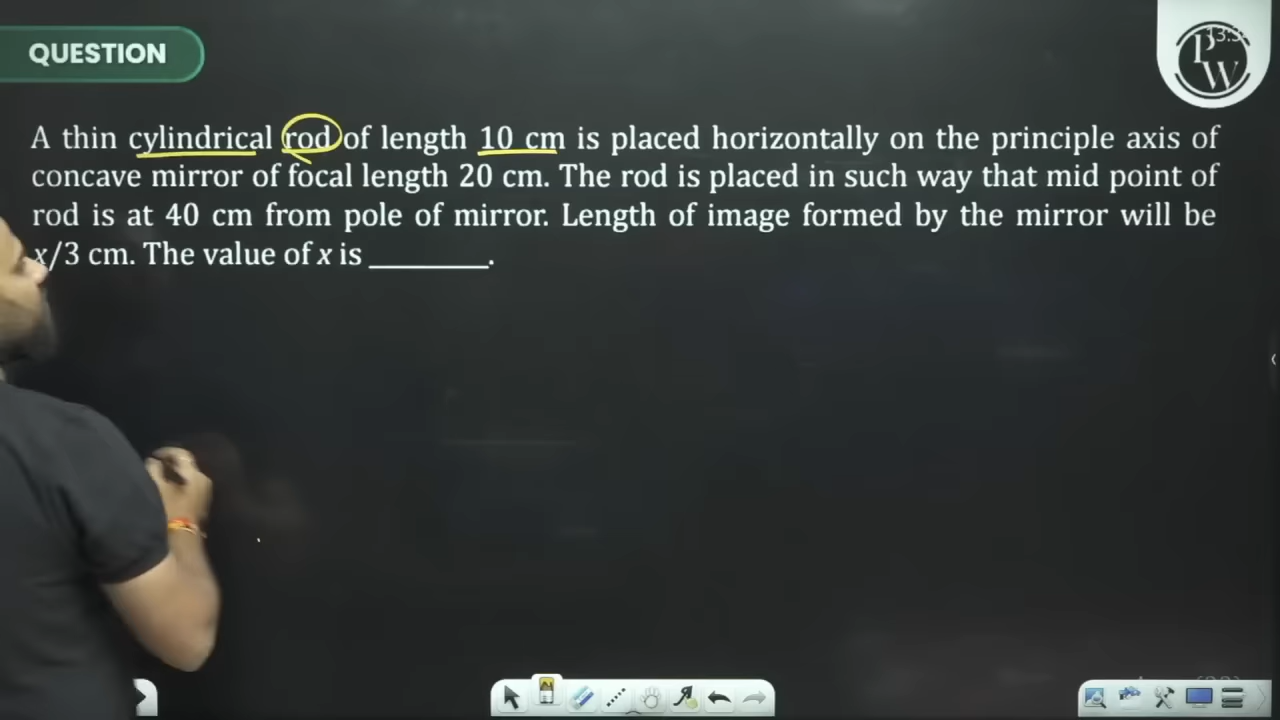 QUESTION
PW
A thin cylindrical rod of length 10 cm is placed horizontally on the principle axis of
concave mirror of focal length 20 cm. The rod is placed in such way that mid point of
rod is at 40 cm from pole of mirror. Length of image formed by the mirror will be
x/3 cm. The value of x is ________.